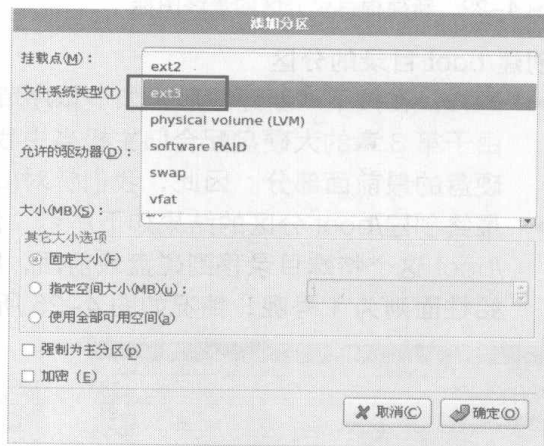 添加分区
挂载点(M)：
ext2
文件系统类型(T)
ext3
physical volume (LVM)
允许的驱动器(D)：
software RAID
swap
vfat
大小(MB)(S)：
其它大小选项
固定大小(F)
指定空间大小(MB)(u)：
1
使用全部可用空间(a)
强制为主分区(p)
加密 (E)
取消(C)
确定(O)